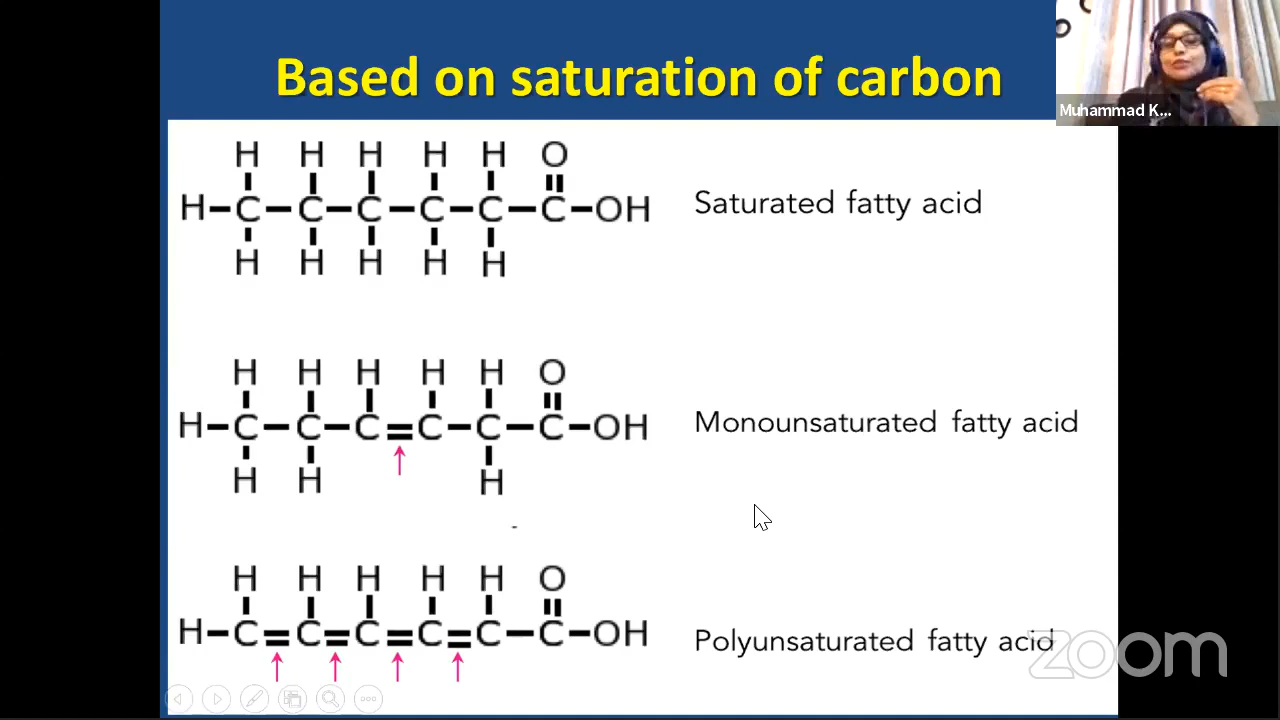 Based on saturation of carbon
Muhammad K...
H H H H H O
H C C C C C C OH
H H H H H
Saturated fatty acid
H H H H H O
H C C C C C C OH
H H H
Monounsaturated fatty acid
H H H H H O
H C C C C C C OH
Polyunsaturated fatty acid
zoom